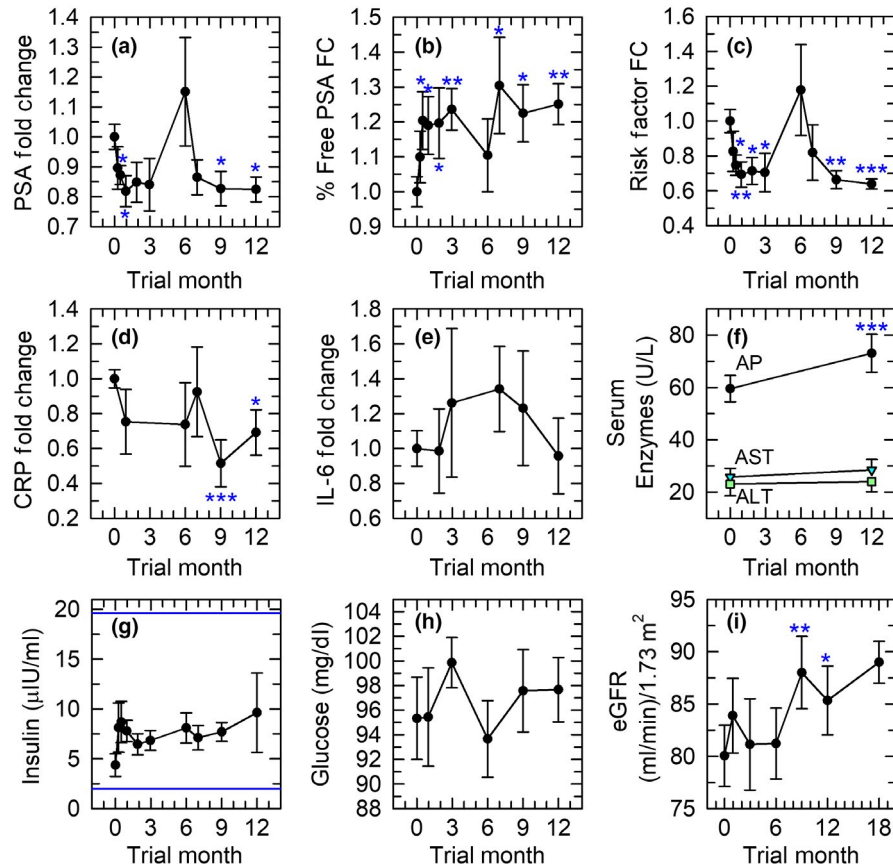 (a)
PSA fold change
1.4
1.3
1.2
1.1
1.0
0.9
0.8
0.7
*
*
*
*
0 3 6 9 12
Trial month
(b)
% Free PSA FC
1.5
1.4
1.3
1.2
1.1
1.0
0.9
*
*
*
**
*
*
**
0 3 6 9 12
Trial month
(c)
Risk factor FC
1.6
1.4
1.2
1.0
0.8
0.6
0.4
*
**
*
*
**
***
0 3 6 9 12
Trial month
(d)
CRP fold change
1.4
1.2
1.0
0.8
0.6
0.4
0.2
***
*
0 3 6 9 12
Trial month
(e)
IL-6 fold change
1.8
1.6
1.4
1.2
1.0
0.8
0.6
0 3 6 9 12
Trial month
(f)
Serum
Enzymes (U/L)
80
60
40
20
***
AP
AST
ALT
0 3 6 9 12
Trial month
(g)
Insulin (μIU/ml)
20
15
10
5
0
0 3 6 9 12
Trial month
(h)
Glucose (mg/dl)
104
102
100
98
96
94
92
90
88
0 3 6 9 12
Trial month
(i)
eGFR
(ml/min)/1.73 m²
95
90
85
80
75
**
*
0 6 12 18
Trial month